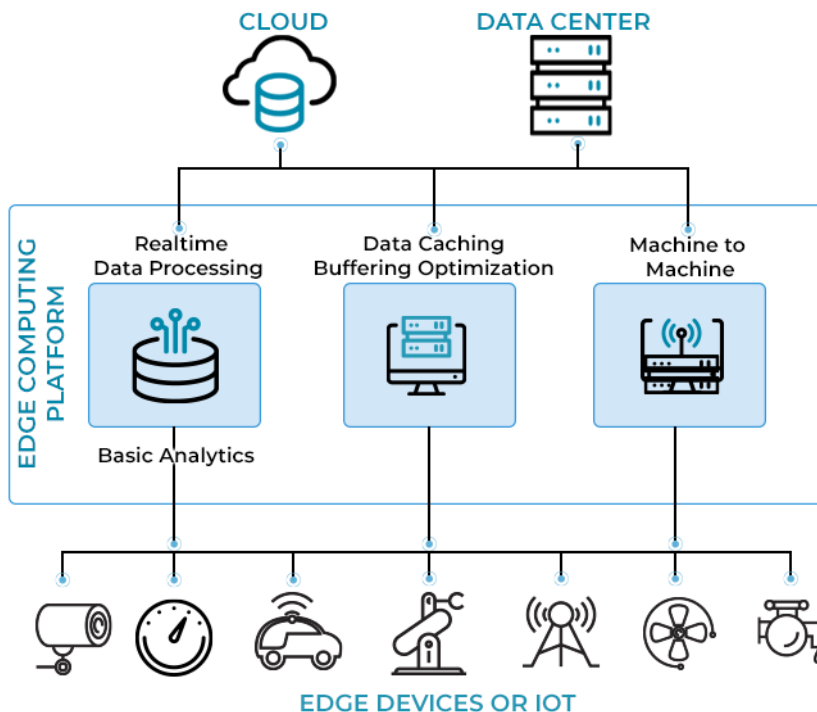 CLOUD
DATA CENTER
EDGE COMPUTING
PLATFORM
Realtime
Data Processing
Data Caching
Buffering Optimization
Machine to
Machine
Basic Analytics
EDGE DEVICES OR IOT